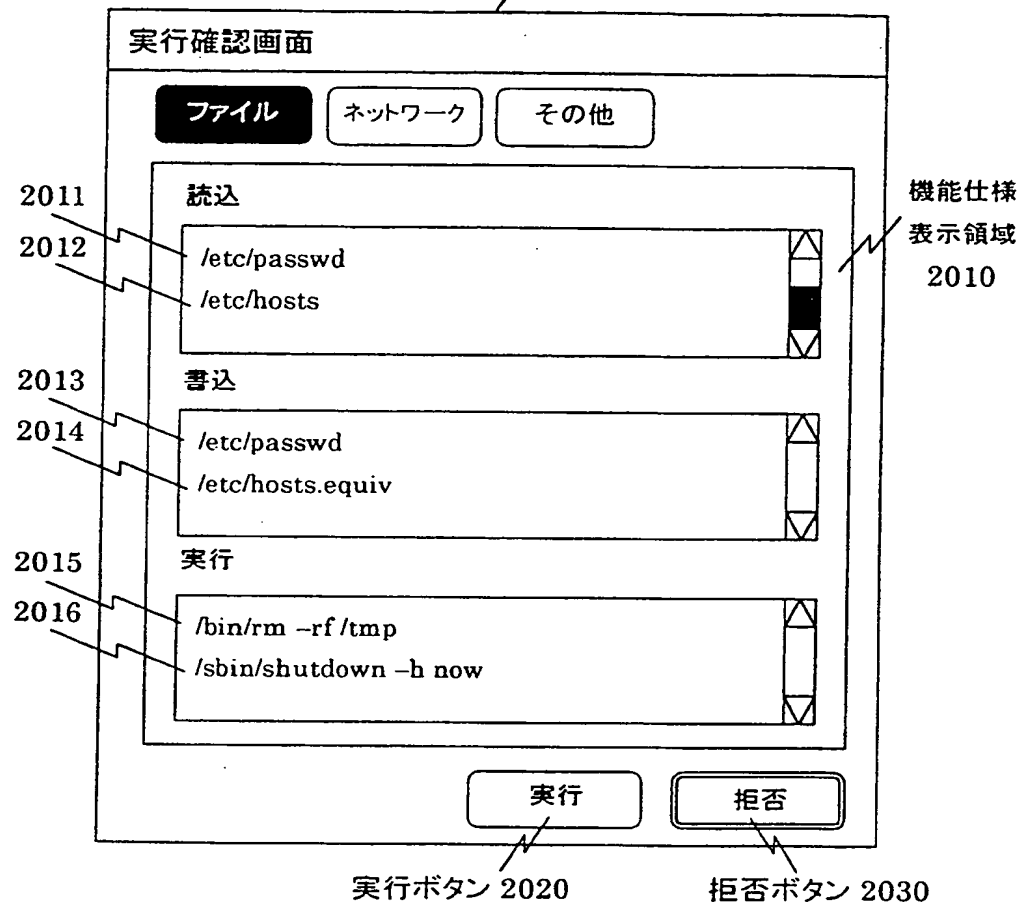 実行確認画面
ファイル ネットワーク その他
2011
読込
機能仕様
表示領域
2010
2012
/etc/passwd
/etc/hosts
2013
書込
2014
/etc/passwd
/etc/hosts.equiv
2015
実行
2016
/bin/rm –rf /tmp
/sbin/shutdown –h now
実行 拒否
実行ボタン 2020 拒否ボタン 2030